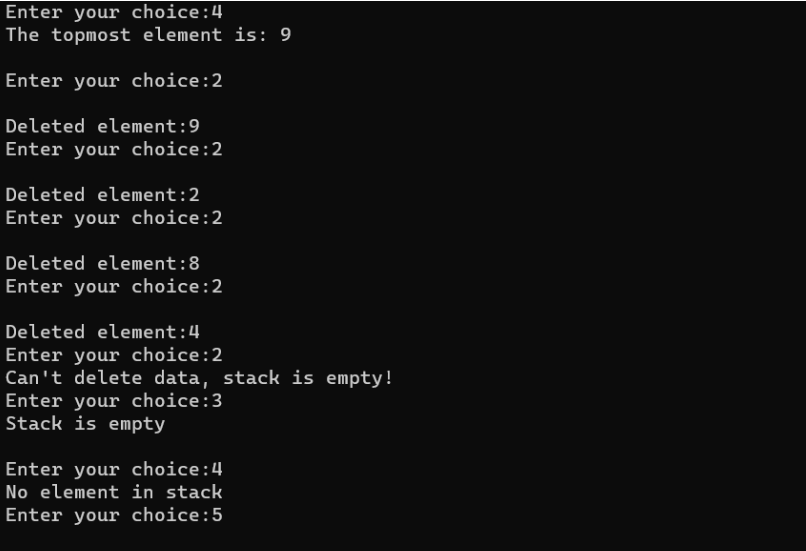 Enter your choice:4
The topmost element is: 9
Enter your choice:2
Deleted element:9
Enter your choice:2
Deleted element:2
Enter your choice:2
Deleted element:8
Enter your choice:2
Deleted element:4
Enter your choice:2
Can't delete data, stack is empty!
Enter your choice:3
Stack is empty
Enter your choice:4
No element in stack
Enter your choice:5